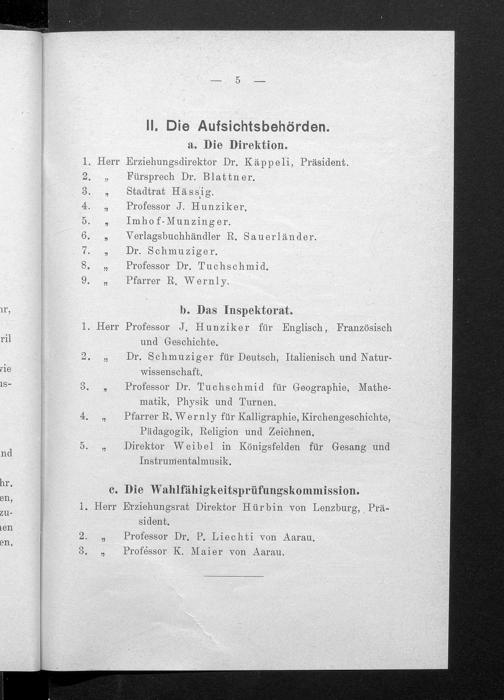 — 5 —
II. Die Aufsichtsbehörden.
a. Die Direktion.
1. Herr Erziehungsdirektor Dr. Käppeli, Präsident.
2. „ Fürsprech Dr. Blattner.
3. „ Stadtrat Hässig.
4. „ Professor J. Hunziker.
5. „ Imhof-Munzinger.
6. „ Verlagsbuchhändler R. Sauerländer.
7. „ Dr. Schmuziger.
8. „ Professor Dr. Tuchschmid.
9. „ Pfarrer R. Wernly.
b. Das Inspektorat.
1. Herr Professor J. Hunziker für Englisch, Französisch
und Geschichte.
2. „ Dr. Schmuziger für Deutsch, Italienisch und Natur-
wissenschaft.
3. „ Professor Dr. Tuchschmid für Geographie, Mathe-
matik, Physik und Turnen.
4. „ Pfarrer R. Wernly für Kalligraphie, Kirchengeschichte,
Pädagogik, Religion und Zeichnen.
5. „ Direktor Weibel in Königsfelden für Gesang und
Instrumentalmusik.
c. Die Wahlfähigkeitsprüfungskommission.
1. Herr Erziehungsrat Direktor Hürbin von Lenzburg, Prä-
sident.
2. „ Professor Dr. P. Liechti von Aarau.
3. „ Professor K. Maier von Aarau.